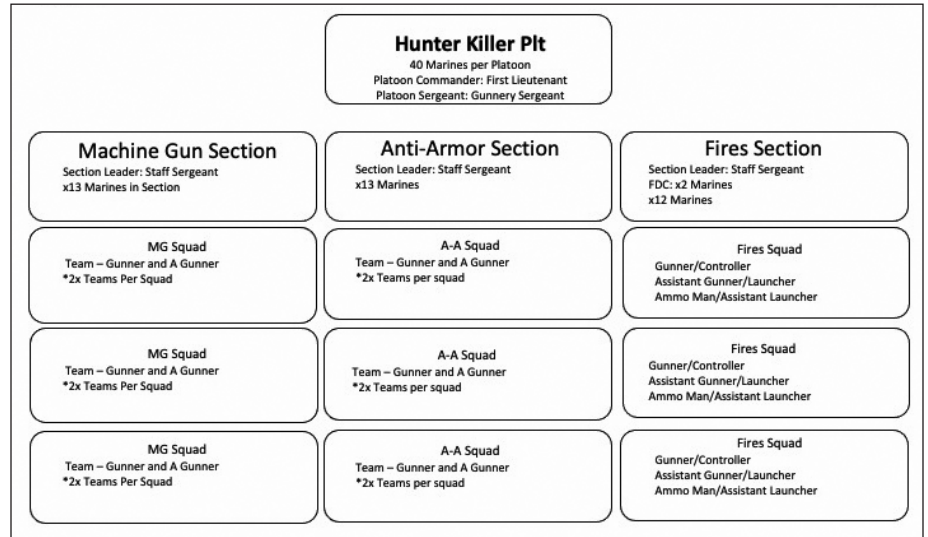 Hunter Killer Plt
40 Marines per Platoon
Platoon Commander: First Lieutenant
Platoon Sergeant: Gunnery Sergeant
Machine Gun Section
Section Leader: Staff Sergeant
x13 Marines in Section
Anti-Armor Section
Section Leader: Staff Sergeant
x13 Marines
Fires Section
Section Leader: Staff Sergeant
FDC: x2 Marines
x12 Marines
MG Squad
Team – Gunner and A Gunner
*2x Teams Per Squad
A-A Squad
Team – Gunner and A Gunner
*2x Teams per squad
Fires Squad
Gunner/Controller
Assistant Gunner/Launcher
Ammo Man/Assistant Launcher
MG Squad
Team – Gunner and A Gunner
*2x Teams Per Squad
A-A Squad
Team – Gunner and A Gunner
*2x Teams per squad
Fires Squad
Gunner/Controller
Assistant Gunner/Launcher
Ammo Man/Assistant Launcher
MG Squad
Team – Gunner and A Gunner
*2x Teams Per Squad
A-A Squad
Team – Gunner and A Gunner
*2x Teams per squad
Fires Squad
Gunner/Controller
Assistant Gunner/Launcher
Ammo Man/Assistant Launcher